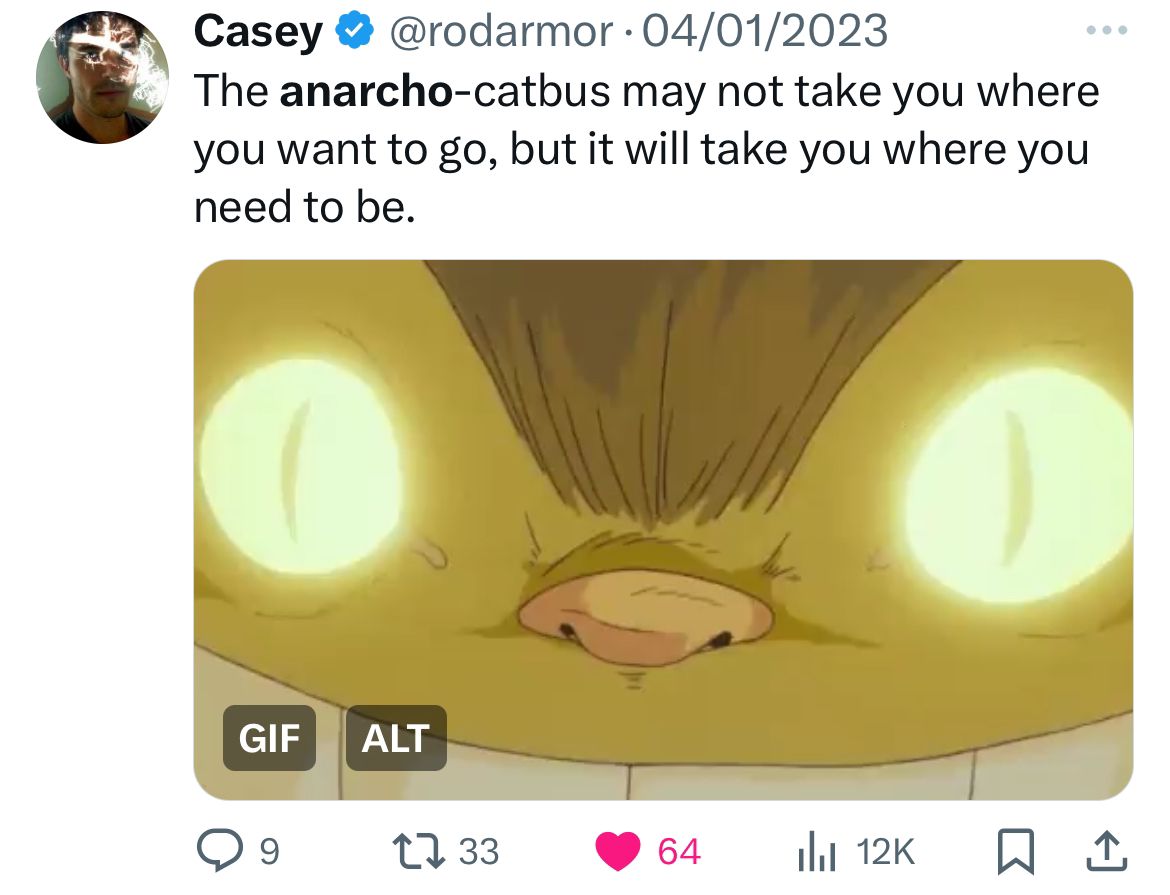 Casey @rodarmor · 04/01/2023
The anarcho-catbus may not take you where
you want to go, but it will take you where you
need to be.
GIF ALT
9 33 64 12K